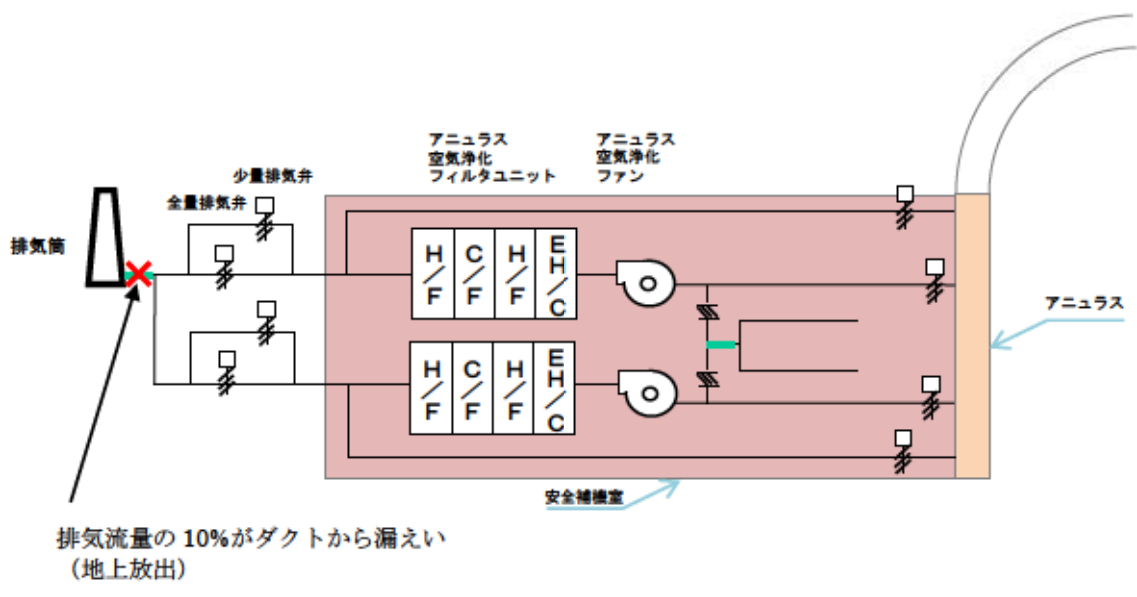 アニュラス
空気浄化
フィルタユニット
アニュラス
空気浄化
ファン
少量排気弁
全量排気弁
排気筒
H/F
C/F
H/F
EH/C
H/F
C/F
H/F
EH/C
アニュラス
安全補機室
排気流量の 10%がダクトから漏えい
（地上放出）